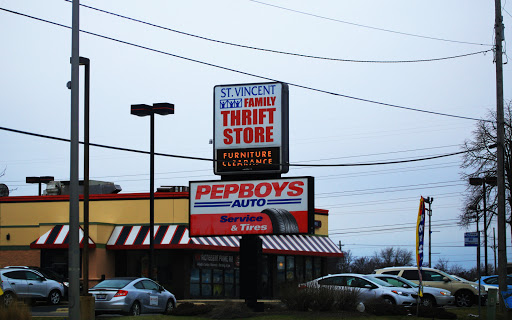 ST. VINCENT
FAMILY
THRIFT
STORE
FURNITURE
CLEARANCE
PEPBOYS
AUTO
Service
& Tires